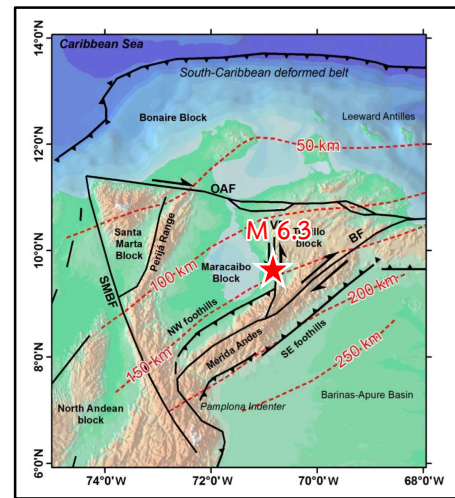 14°0'N
12°0'N
10°0'N
8°0'N
6°0'N
Caribbean Sea
South-Caribbean deformed belt
Bonaire Block
Leeward Antilles
50 km
OAF
Santa
Marta
Block
Perijá Range
V
M 6.3
block
BF
100 km
Maracaibo
Block
SMBF
NW foothills
200 km
150 km
Mérida Andes
SE foothills
250 km
North Andean
block
Pamplona Indenter
Barinas-Apure Basin
74°0'W
72°0'W
70°0'W
68°0'W